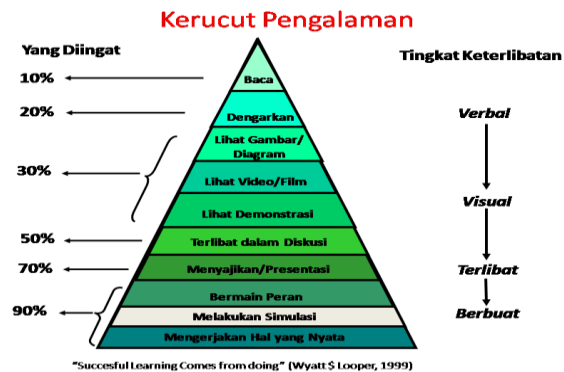 Kerucut Pengalaman
Yang Diingat
Tingkat Keterlibatan
10%
Baca
20%
Dengarkan
Verbal
Lihat Gambar/
Diagram
30%
Lihat Video/Film
Visual
Lihat Demonstrasi
50%
Terlibat dalam Diskusi
70%
Menyajikan/Presentasi
Terlibat
Bermain Peran
90%
Melakukan Simulasi
Berbuat
Mengerjakan Hal yang Nyata
“Succesful Learning Comes from doing” (Wyatt $ Looper, 1999)